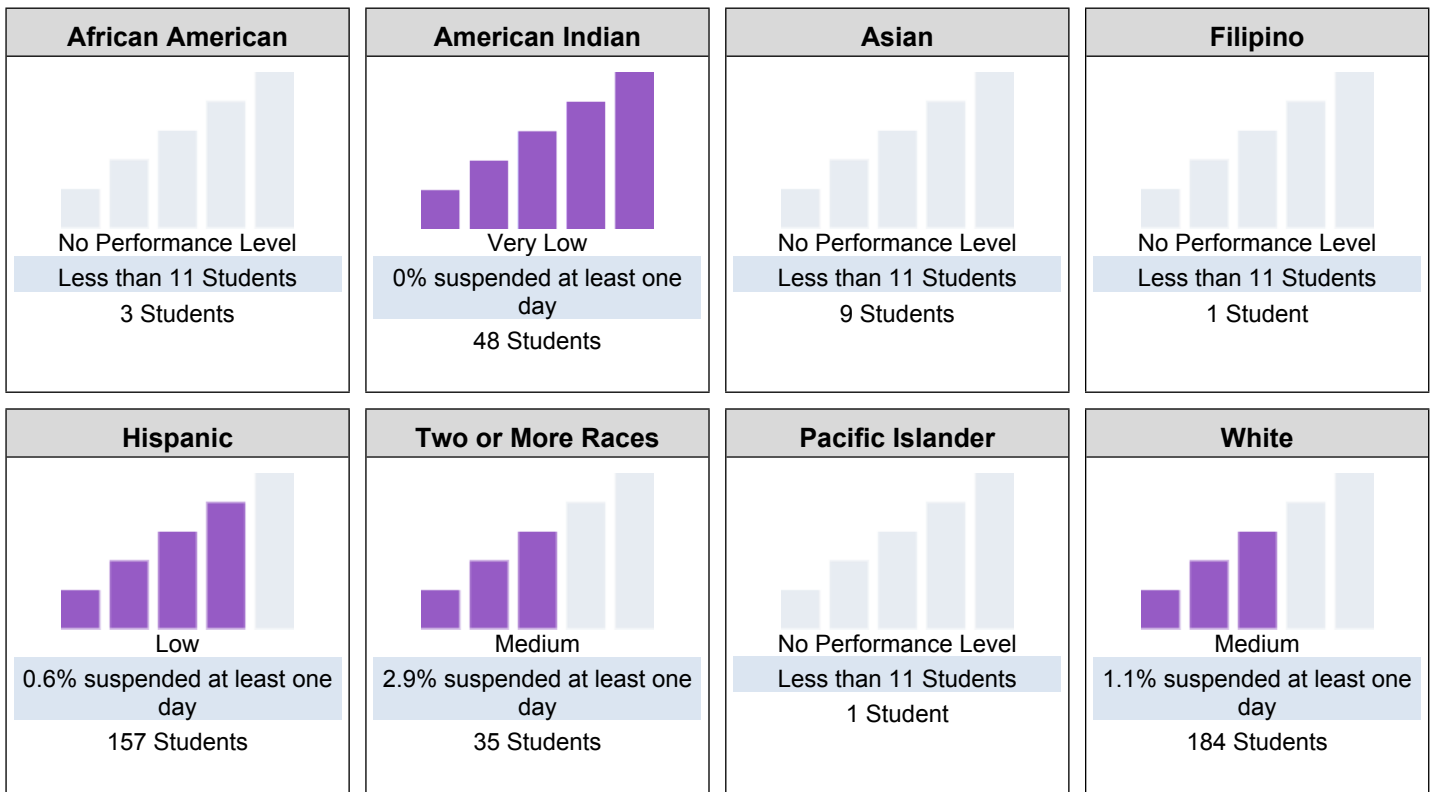 African American
No Performance Level
Less than 11 Students
3 Students
American Indian
Very Low
0% suspended at least one
day
48 Students
Asian
No Performance Level
Less than 11 Students
9 Students
Filipino
No Performance Level
Less than 11 Students
1 Student
Hispanic
Low
0.6% suspended at least one
day
157 Students
Two or More Races
Medium
2.9% suspended at least one
day
35 Students
Pacific Islander
No Performance Level
Less than 11 Students
1 Student
White
Medium
1.1% suspended at least one
day
184 Students